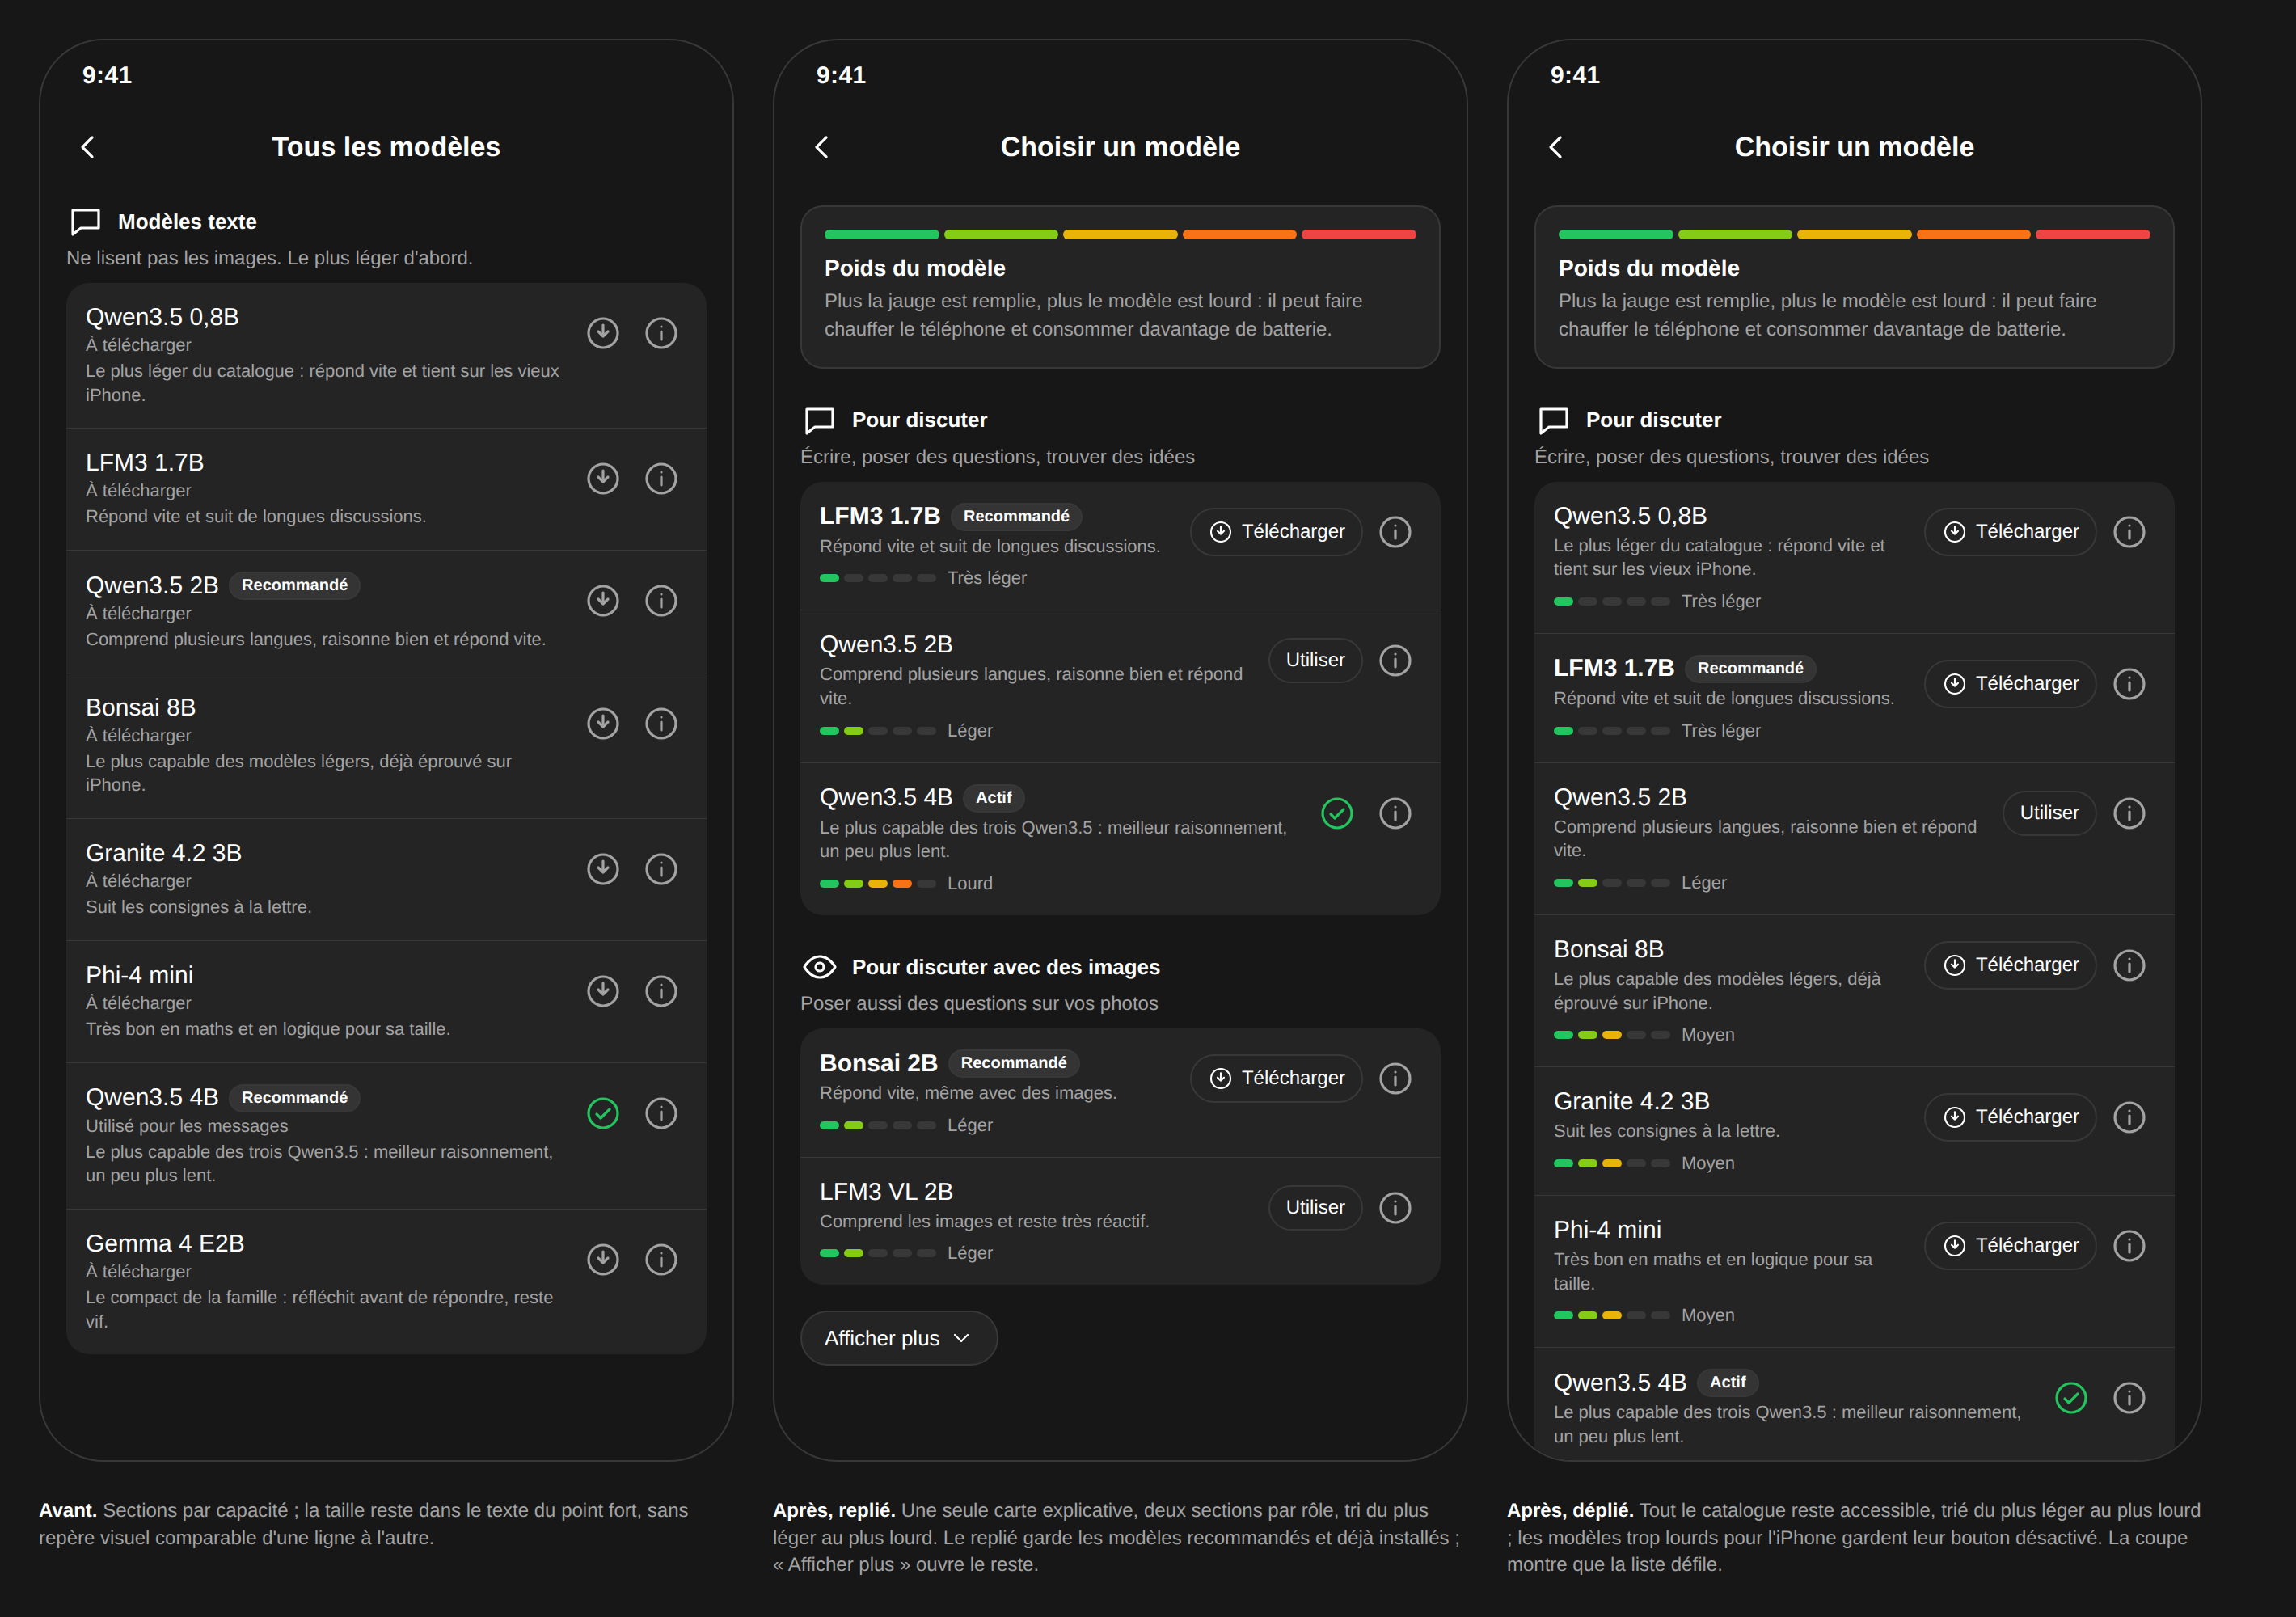 9:41
Tous les modèles
Modèles texte
Ne lisent pas les images. Le plus léger d'abord.
Qwen3.5 0,8B
À télécharger
Le plus léger du catalogue : répond vite et tient sur les vieux
iPhone.
LFM3 1.7B
À télécharger
Répond vite et suit de longues discussions.
Qwen3.5 2B Recommandé
À télécharger
Comprend plusieurs langues, raisonne bien et répond vite.
Bonsai 8B
À télécharger
Le plus capable des modèles légers, déjà éprouvé sur
iPhone.
Granite 4.2 3B
À télécharger
Suit les consignes à la lettre.
Phi-4 mini
À télécharger
Très bon en maths et en logique pour sa taille.
Qwen3.5 4B Recommandé
Utilisé pour les messages
Le plus capable des trois Qwen3.5 : meilleur raisonnement,
un peu plus lent.
Gemma 4 E2B
À télécharger
Le compact de la famille : réfléchit avant de répondre, reste
vif.
Avant. Sections par capacité ; la taille reste dans le texte du point fort, sans
repère visuel comparable d'une ligne à l'autre.
9:41
Choisir un modèle
Poids du modèle
Plus la jauge est remplie, plus le modèle est lourd : il peut faire
chauffer le téléphone et consommer davantage de batterie.
Pour discuter
Écrire, poser des questions, trouver des idées
LFM3 1.7B Recommandé
Télécharger
Répond vite et suit de longues discussions.
Très léger
Qwen3.5 2B
Utiliser
Comprend plusieurs langues, raisonne bien et répond
vite.
Léger
Qwen3.5 4B Actif
Le plus capable des trois Qwen3.5 : meilleur raisonnement,
un peu plus lent.
Lourd
Pour discuter avec des images
Poser aussi des questions sur vos photos
Bonsai 2B Recommandé
Télécharger
Répond vite, même avec des images.
Léger
LFM3 VL 2B
Utiliser
Comprend les images et reste très réactif.
Léger
Afficher plus
Après, replié. Une seule carte explicative, deux sections par rôle, tri du plus
léger au plus lourd. Le replié garde les modèles recommandés et déjà installés ;
« Afficher plus » ouvre le reste.
9:41
Choisir un modèle
Poids du modèle
Plus la jauge est remplie, plus le modèle est lourd : il peut faire
chauffer le téléphone et consommer davantage de batterie.
Pour discuter
Écrire, poser des questions, trouver des idées
Qwen3.5 0,8B
Télécharger
Le plus léger du catalogue : répond vite et
tient sur les vieux iPhone.
Très léger
LFM3 1.7B Recommandé
Télécharger
Répond vite et suit de longues discussions.
Très léger
Qwen3.5 2B
Utiliser
Comprend plusieurs langues, raisonne bien et répond
vite.
Léger
Bonsai 8B
Télécharger
Le plus capable des modèles légers, déjà
éprouvé sur iPhone.
Moyen
Granite 4.2 3B
Télécharger
Suit les consignes à la lettre.
Moyen
Phi-4 mini
Télécharger
Très bon en maths et en logique pour sa
taille.
Moyen
Qwen3.5 4B Actif
Le plus capable des trois Qwen3.5 : meilleur raisonnement,
un peu plus lent.
Après, déplié. Tout le catalogue reste accessible, trié du plus léger au plus lourd
; les modèles trop lourds pour l'iPhone gardent leur bouton désactivé. La coupe
montre que la liste défile.